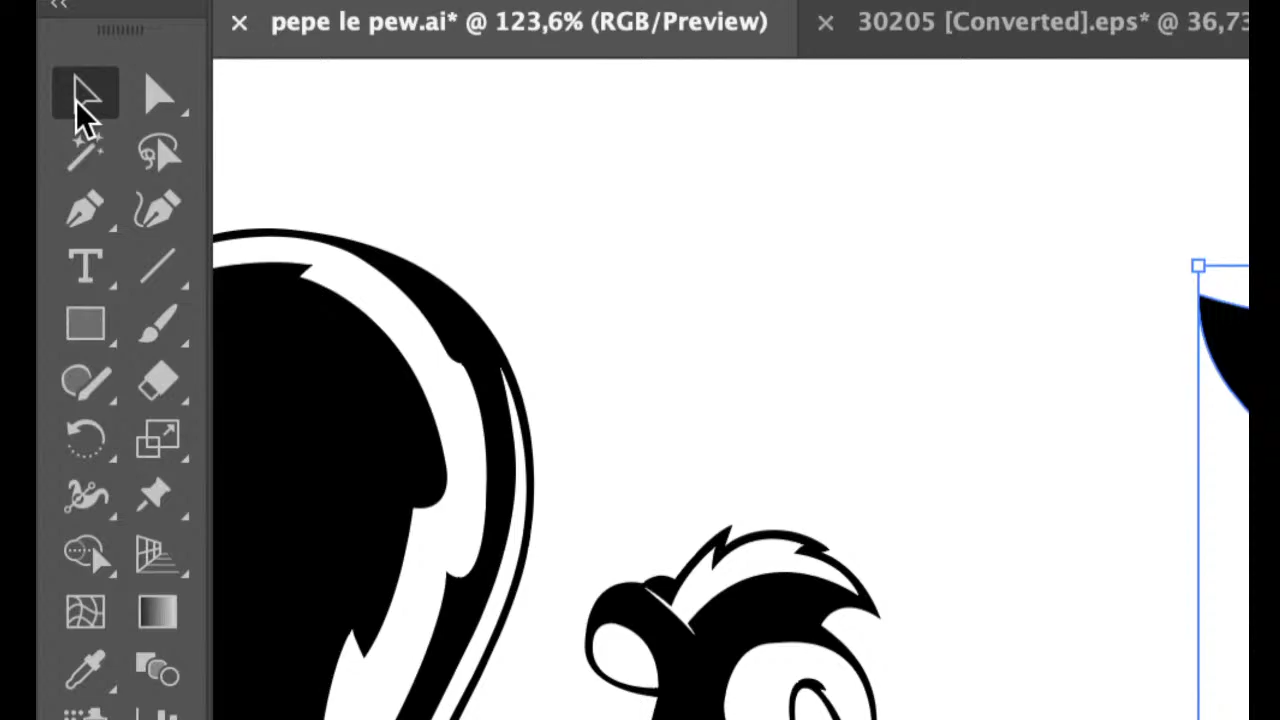 pepe le pew.ai* @ 123,6% (RGB/Preview)
30205 [Converted].eps* @ 36,73
T